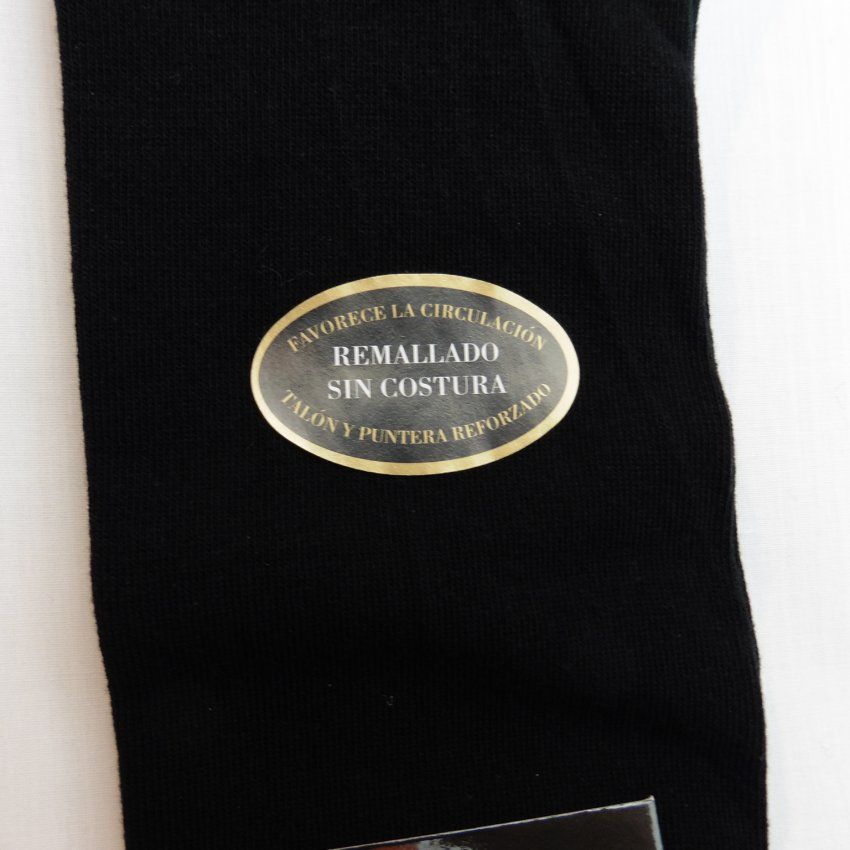 FAVORECE LA CIRCULACIÓN
REMALLADO
SIN COSTURA
TALÓN Y PUNTERA REFORZADO